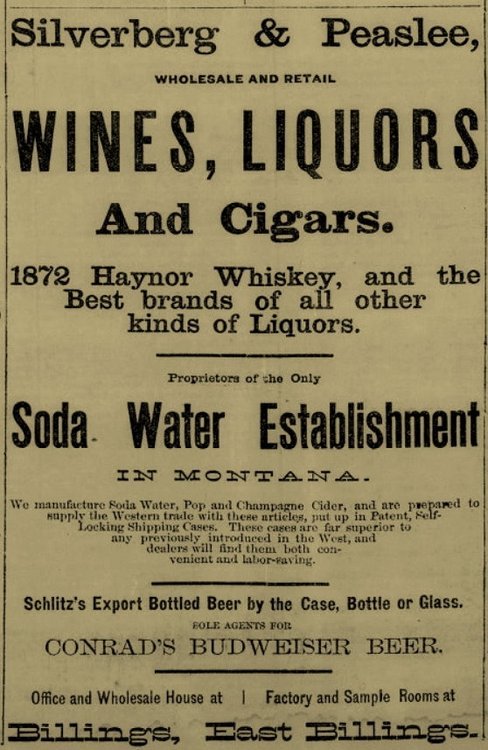 Silverberg & Peaslee,
WHOLESALE AND RETAIL
WINES, LIQUORS
And Cigars.
1872 Haynor Whiskey, and the
Best brands of all other
kinds of Liquors.
Proprietors of the Only
Soda Water Establishment
IN MONTANA.
We manufacture Soda Water, Pop and Champagne Cider, and are prepared to
supply the Western trade with these articles, put up in Patent, Self-
Locking Shipping Cases. These cases are far superior to
any previously introduced in the West, and
dealers will find them both con-
venient and labor-saving.
Schlitz's Export Bottled Beer by the Case, Bottle or Glass.
SOLE AGENTS FOR
CONRAD'S BUDWEISER BEER.
Office and Wholesale House at | Factory and Sample Rooms at
Billings, East Billings.